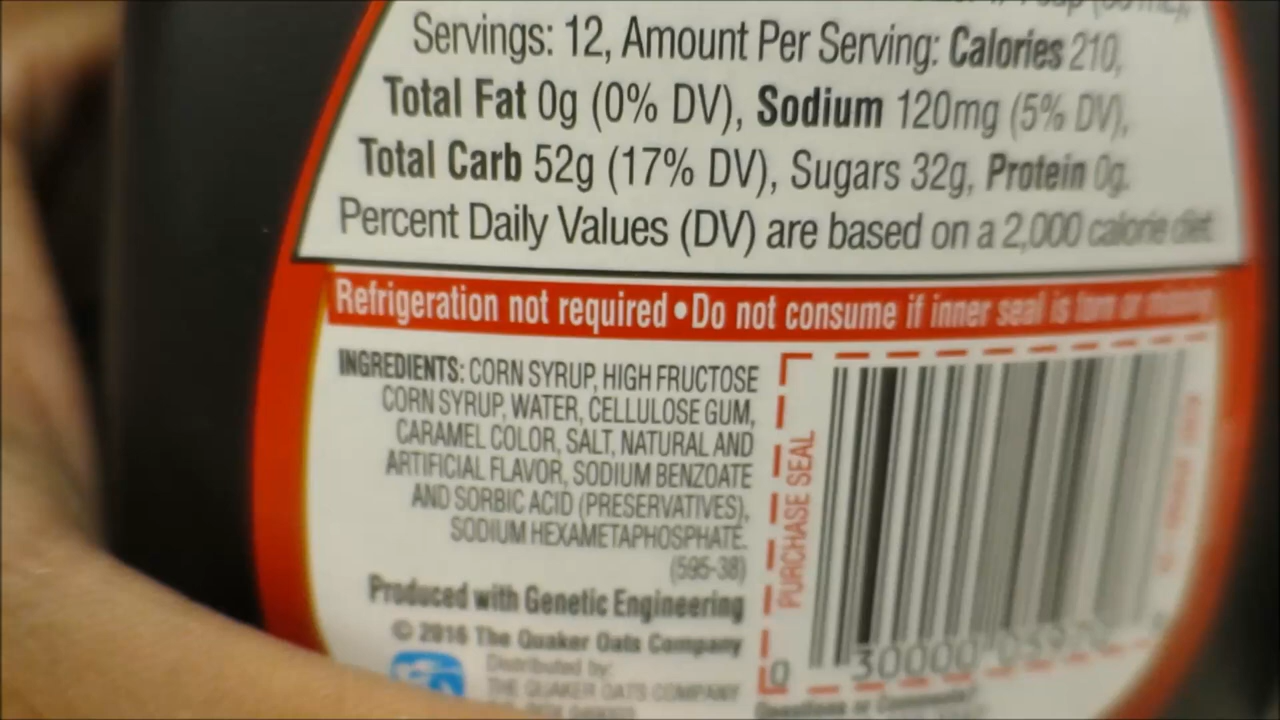 Servings: 12, Amount Per Serving: Calories 210,
Total Fat 0g (0% DV), Sodium 120mg (5% DV),
Total Carb 52g (17% DV), Sugars 32g, Protein 0g.
Percent Daily Values (DV) are based on a 2,000 calorie diet
Refrigeration not required • Do not consume if inner seal is torn or missing
INGREDIENTS: CORN SYRUP, HIGH FRUCTOSE
CORN SYRUP, WATER, CELLULOSE GUM,
CARAMEL COLOR, SALT, NATURAL AND
ARTIFICIAL FLAVOR, SODIUM BENZOATE
AND SORBIC ACID (PRESERVATIVES),
SODIUM HEXAMETAPHOSPHATE.
(595-38)
Produced with Genetic Engineering
© 2016 The Quaker Oats Company
Distributed by:
THE QUAKER OATS COMPANY
PURCHASE SEAL
0 30000
Questions or Comments?